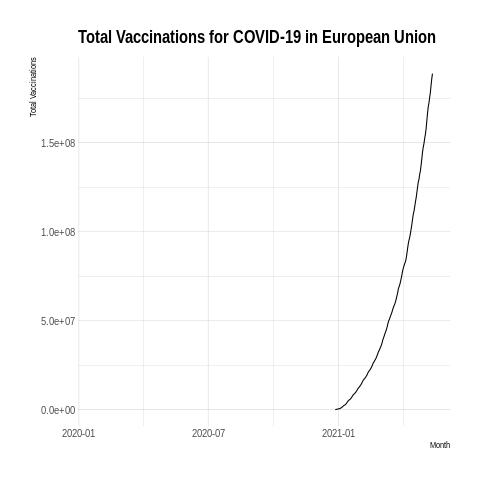 Total Vaccinations for COVID-19 in European Union
Total Vaccinations
1.5e+08
1.0e+08
5.0e+07
0.0e+00
2020-01
2020-07
2021-01
Month